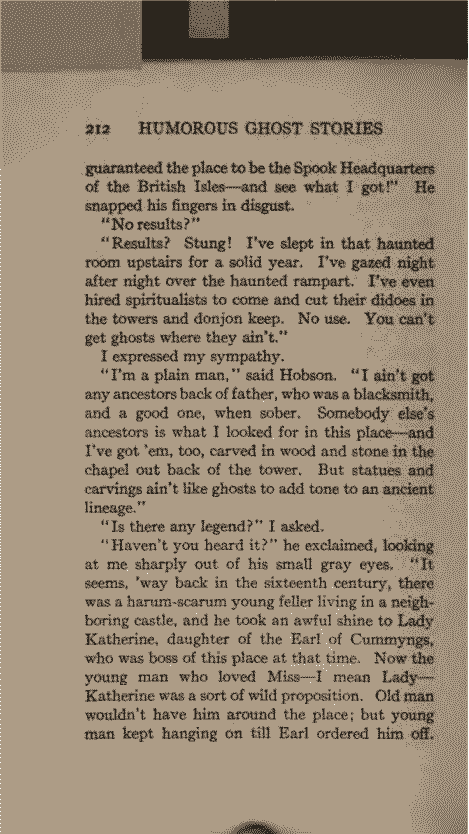 212 HUMOROUS GHOST STORIES
guaranteed the place to be the Spook Headquarters
of the British Isles—and see what I got!" He
snapped his fingers in disgust.
"No results?"
"Results? Stung! I've slept in that haunted
room upstairs for a solid year. I've gazed night
after night over the haunted rampart. I've even
hired spiritualists to come and cut their didoes in
the towers and donjon keep. No use. You can't
get ghosts where they ain't."
I expressed my sympathy.
"I'm a plain man," said Hobson. "I ain't got
any ancestors back of father, who was a blacksmith,
and a good one, when sober. Somebody else's
ancestors is what I looked for in this place—and
I've got 'em, too, carved in wood and stone in the
chapel out back of the tower. But statues and
carvings ain't like ghosts to add tone to an ancient
lineage."
"Is there any legend?" I asked.
"Haven't you heard it?" he exclaimed, looking
at me sharply out of his small gray eyes. "It
seems, 'way back in the sixteenth century, there
was a harum-scarum young feller living in a neigh-
boring castle, and he took an awful shine to Lady
Katherine, daughter of the Earl of Cummyngs,
who was boss of this place at that time. Now the
young man who loved Miss—I mean Lady—
Katherine was a sort of wild proposition. Old man
wouldn't have him around the place; but young
man kept hanging on till Earl ordered him off.